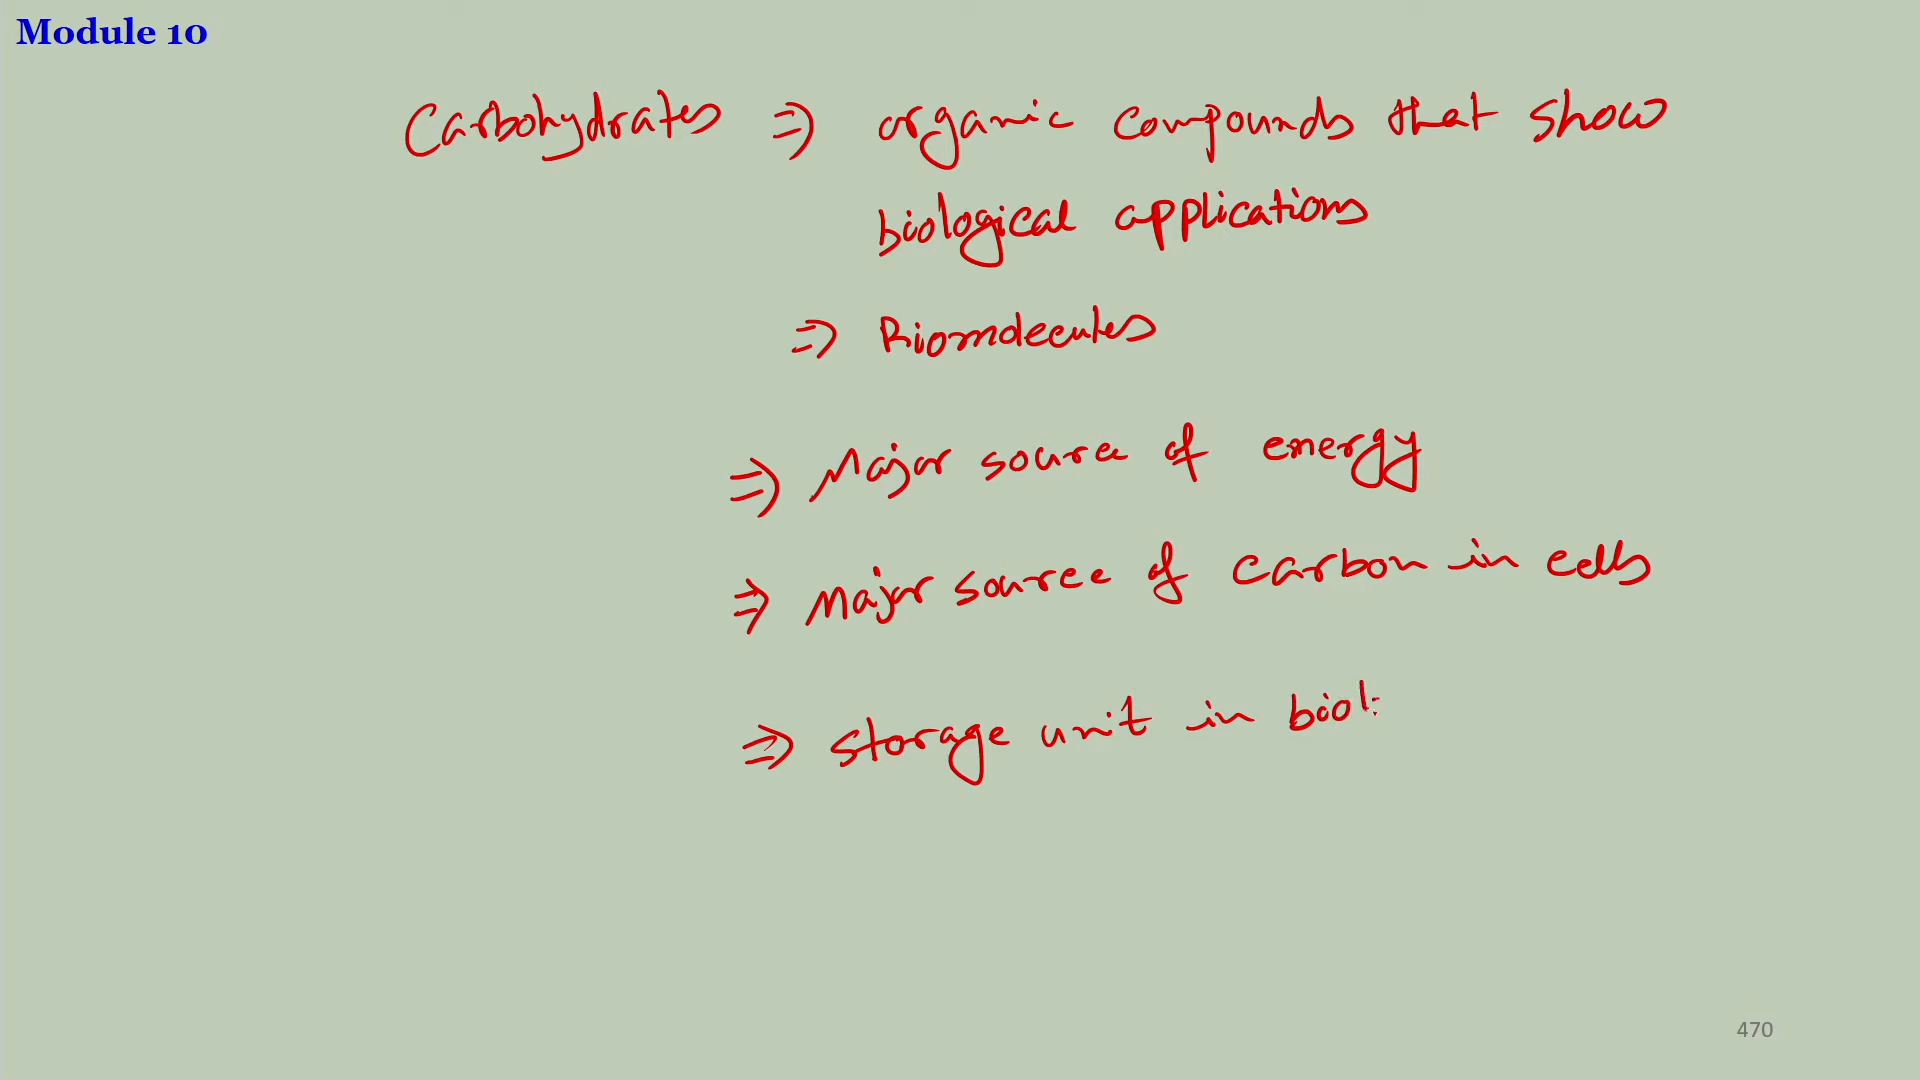 Module 10
Carbohydrates ⇒ organic compounds that show
biological applications
⇒ Biomolecules
⇒ Major source of energy
⇒ Major source of carbon in cells
⇒ storage unit in biol
470